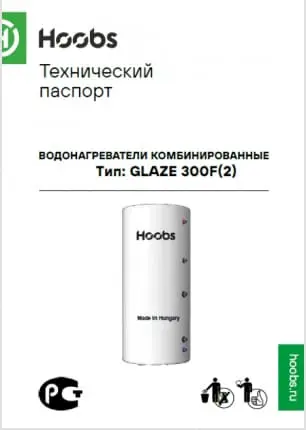 Hoobs
Технический
паспорт
ВОДОНАГРЕВАТЕЛИ КОМБИНИРОВАННЫЕ
Тип: GLAZE 300F(2)
Hoobs
Made in Hungary
hoobs.ru